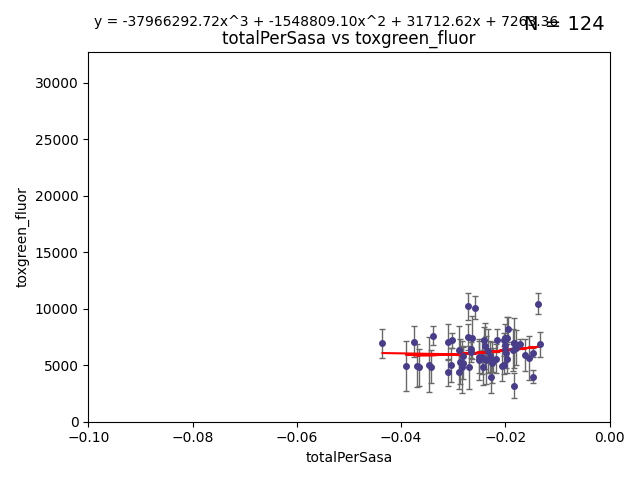 y = -37966292.72x^3 + -1548809.10x^2 + 31712.62x + 7263.36
N = 124
totalPerSasa vs toxgreen_fluor
30000
25000
20000
15000
10000
5000
0
toxgreen_fluor
−0.10 −0.08 −0.06 −0.04 −0.02 0.00
totalPerSasa